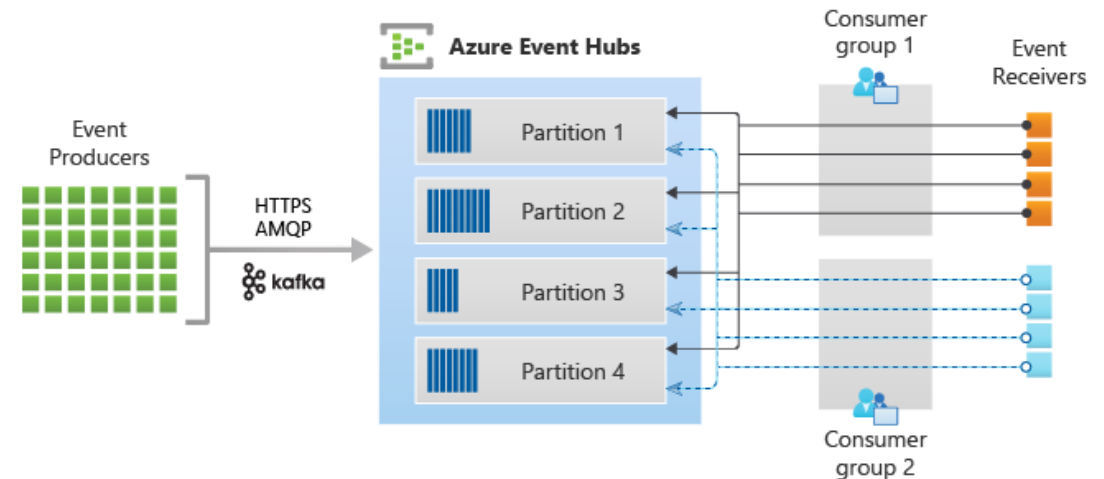 Event
Producers
HTTPS
AMQP
kafka
Azure Event Hubs
Partition 1
Partition 2
Partition 3
Partition 4
Consumer
group 1
Consumer
group 2
Event
Receivers